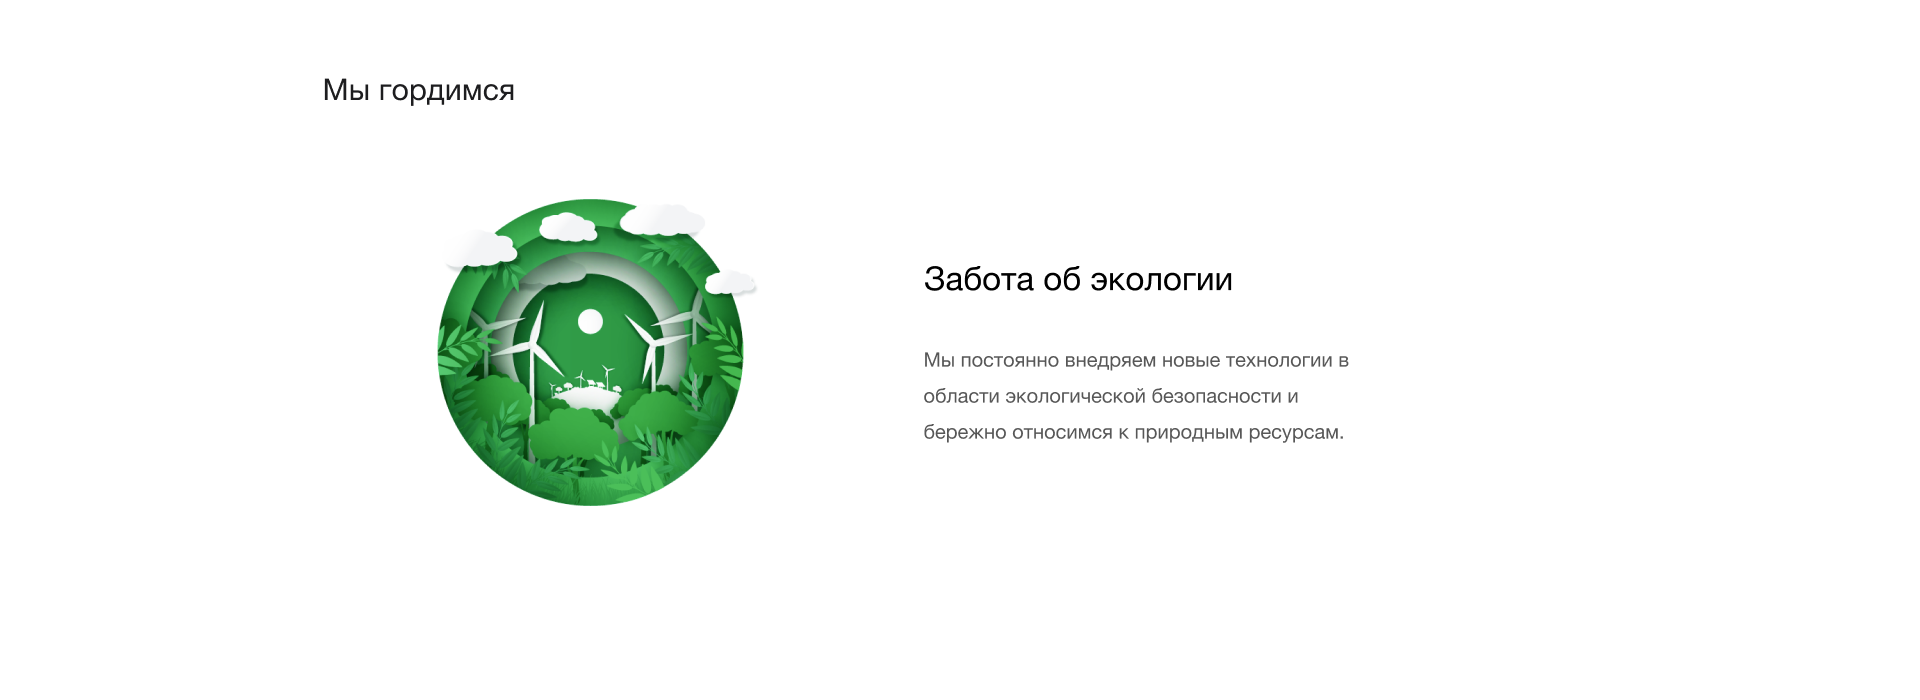 Мы гордимся
Забота об экологии
Мы постоянно внедряем новые технологии в
области экологической безопасности и
бережно относимся к природным ресурсам.